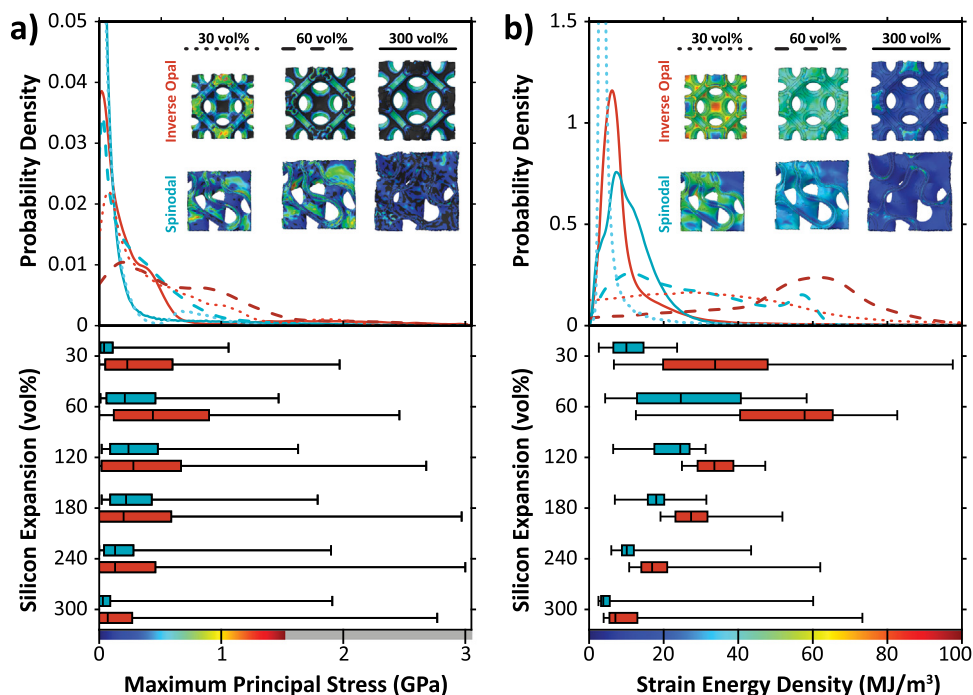 a)
0.05
0.04
0.03
0.02
0.01
0
Probability Density
30 vol%
60 vol%
300 vol%
Inverse Opal
Spinodal
30
60
120
180
240
300
Silicon Expansion (vol%)
0
1
2
3
Maximum Principal Stress (GPa)
b)
1.5
1
0.5
0
Probability Density
30 vol%
60 vol%
300 vol%
Inverse Opal
Spinodal
30
60
120
180
240
300
Silicon Expansion (vol%)
0
20
40
60
80
100
Strain Energy Density (MJ/m³)